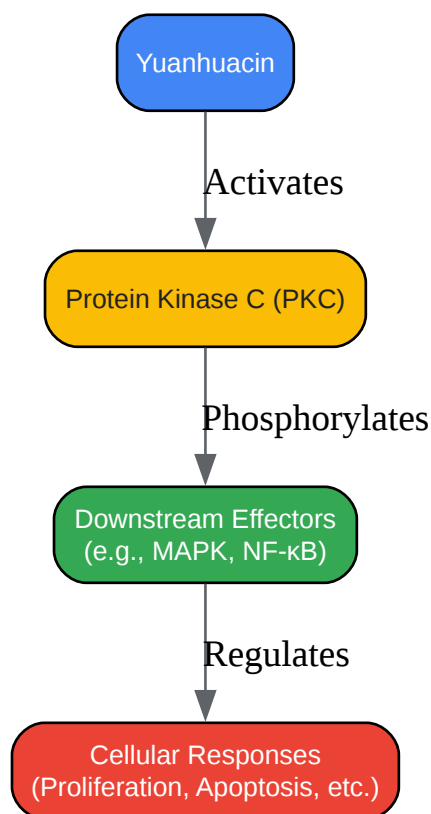 Yuanhuacin
Activates
Protein Kinase C (PKC)
Phosphorylates
Downstream Effectors
(e.g., MAPK, NF-κB)
Regulates
Cellular Responses
(Proliferation, Apoptosis, etc.)